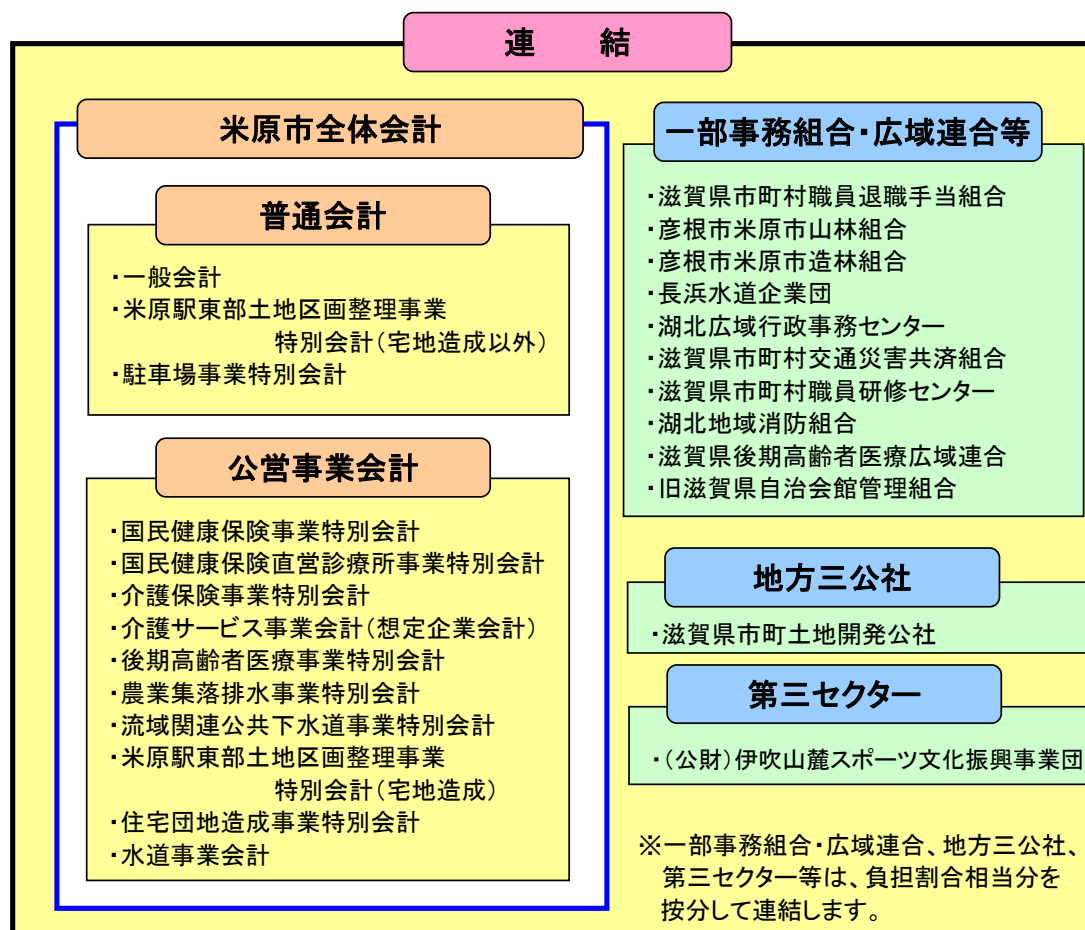 連　結
米原市全体会計
普通会計
・一般会計
・米原駅東部土地区画整理事業
特別会計（宅地造成以外）
・駐車場事業特別会計
公営事業会計
・国民健康保険事業特別会計
・国民健康保険直営診療所事業特別会計
・介護保険事業特別会計
・介護サービス事業会計（想定企業会計）
・後期高齢者医療事業特別会計
・農業集落排水事業特別会計
・流域関連公共下水道事業特別会計
・米原駅東部土地区画整理事業
特別会計（宅地造成）
・住宅団地造成事業特別会計
・水道事業会計
一部事務組合・広域連合等
・滋賀県市町村職員退職手当組合
・彦根市米原市山林組合
・彦根市米原市造林組合
・長浜水道企業団
・湖北広域行政事務センター
・滋賀県市町村交通災害共済組合
・滋賀県市町村職員研修センター
・湖北地域消防組合
・滋賀県後期高齢者医療広域連合
・旧滋賀県自治会館管理組合
地方三公社
・滋賀県市町土地開発公社
第三セクター
・（公財）伊吹山麓スポーツ文化振興事業団
※一部事務組合・広域連合、地方三公社、
第三セクター等は、負担割合相当分を
按分して連結します。